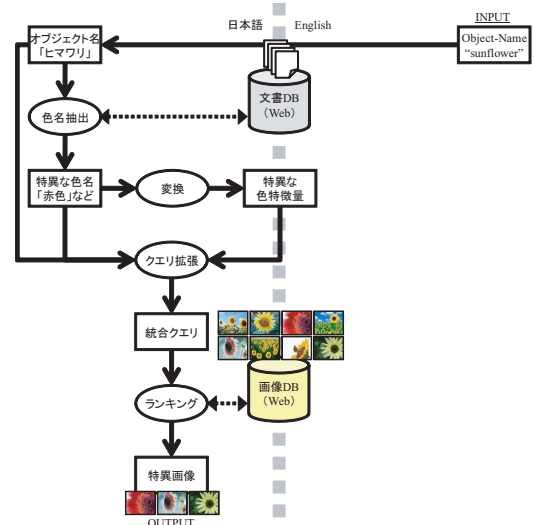 日本語 English
INPUT
Object-Name
“sunflower”
オブジェクト名
「ヒマワリ」
文書DB
(Web)
色名抽出
特異な色名
「赤色」など
変換
特異な
色特徴量
クエリ拡張
統合クエリ
画像DB
(Web)
ランキング
特異画像
OUTPUT